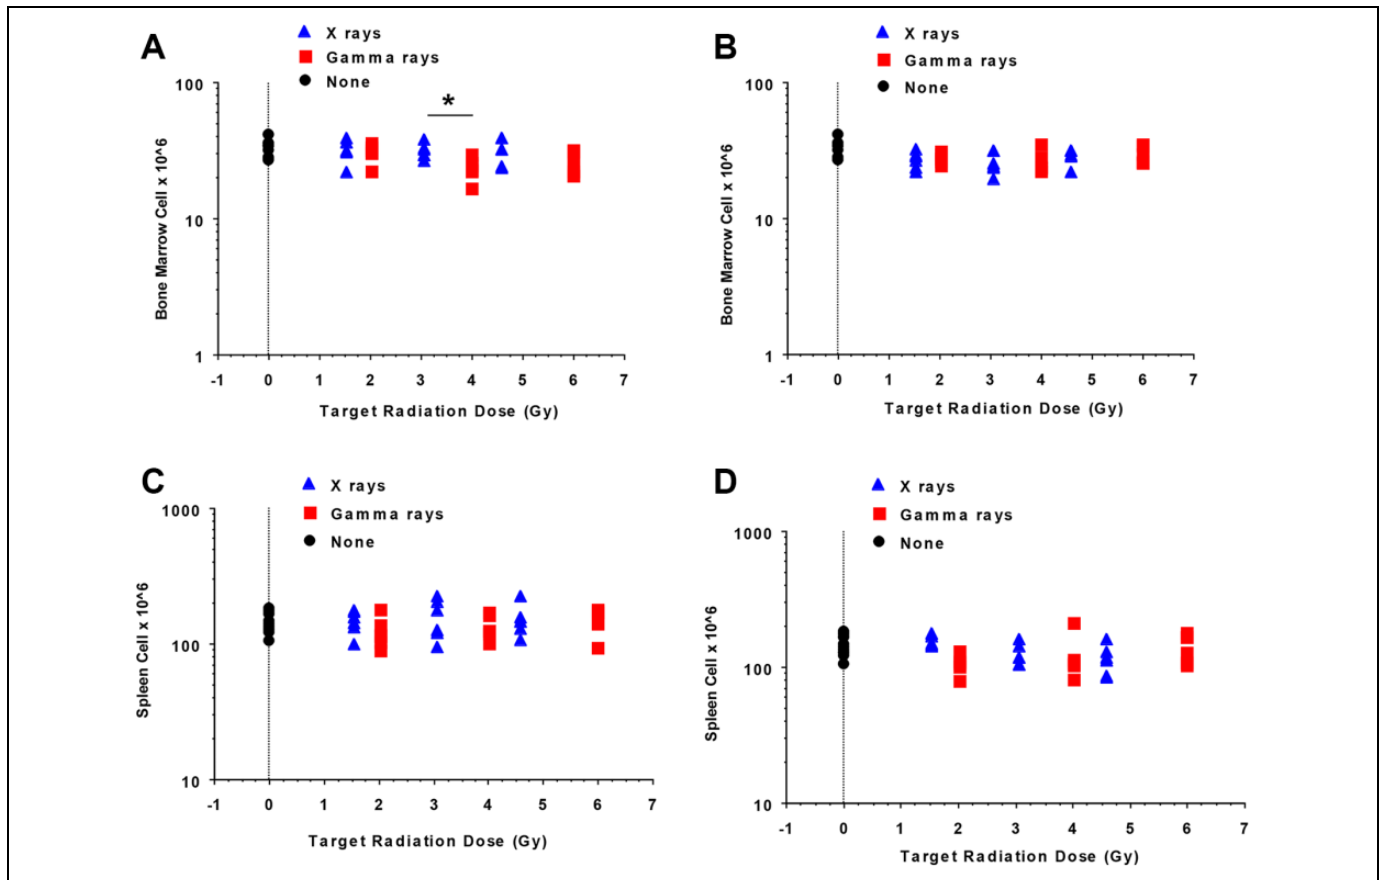 A
X rays
Gamma rays
None
*
100
10
1
Bone Marrow Cell x 10^6
-1 0 1 2 3 4 5 6 7
Target Radiation Dose (Gy)
B
X rays
Gamma rays
None
100
10
1
Bone Marrow Cell x 10^6
-1 0 1 2 3 4 5 6 7
Target Radiation Dose (Gy)
C
X rays
Gamma rays
None
1000
100
10
Spleen Cell x 10^6
-1 0 1 2 3 4 5 6 7
Target Radiation Dose (Gy)
D
X rays
Gamma rays
None
1000
100
10
Spleen Cell x 10^6
-1 0 1 2 3 4 5 6 7
Target Radiation Dose (Gy)